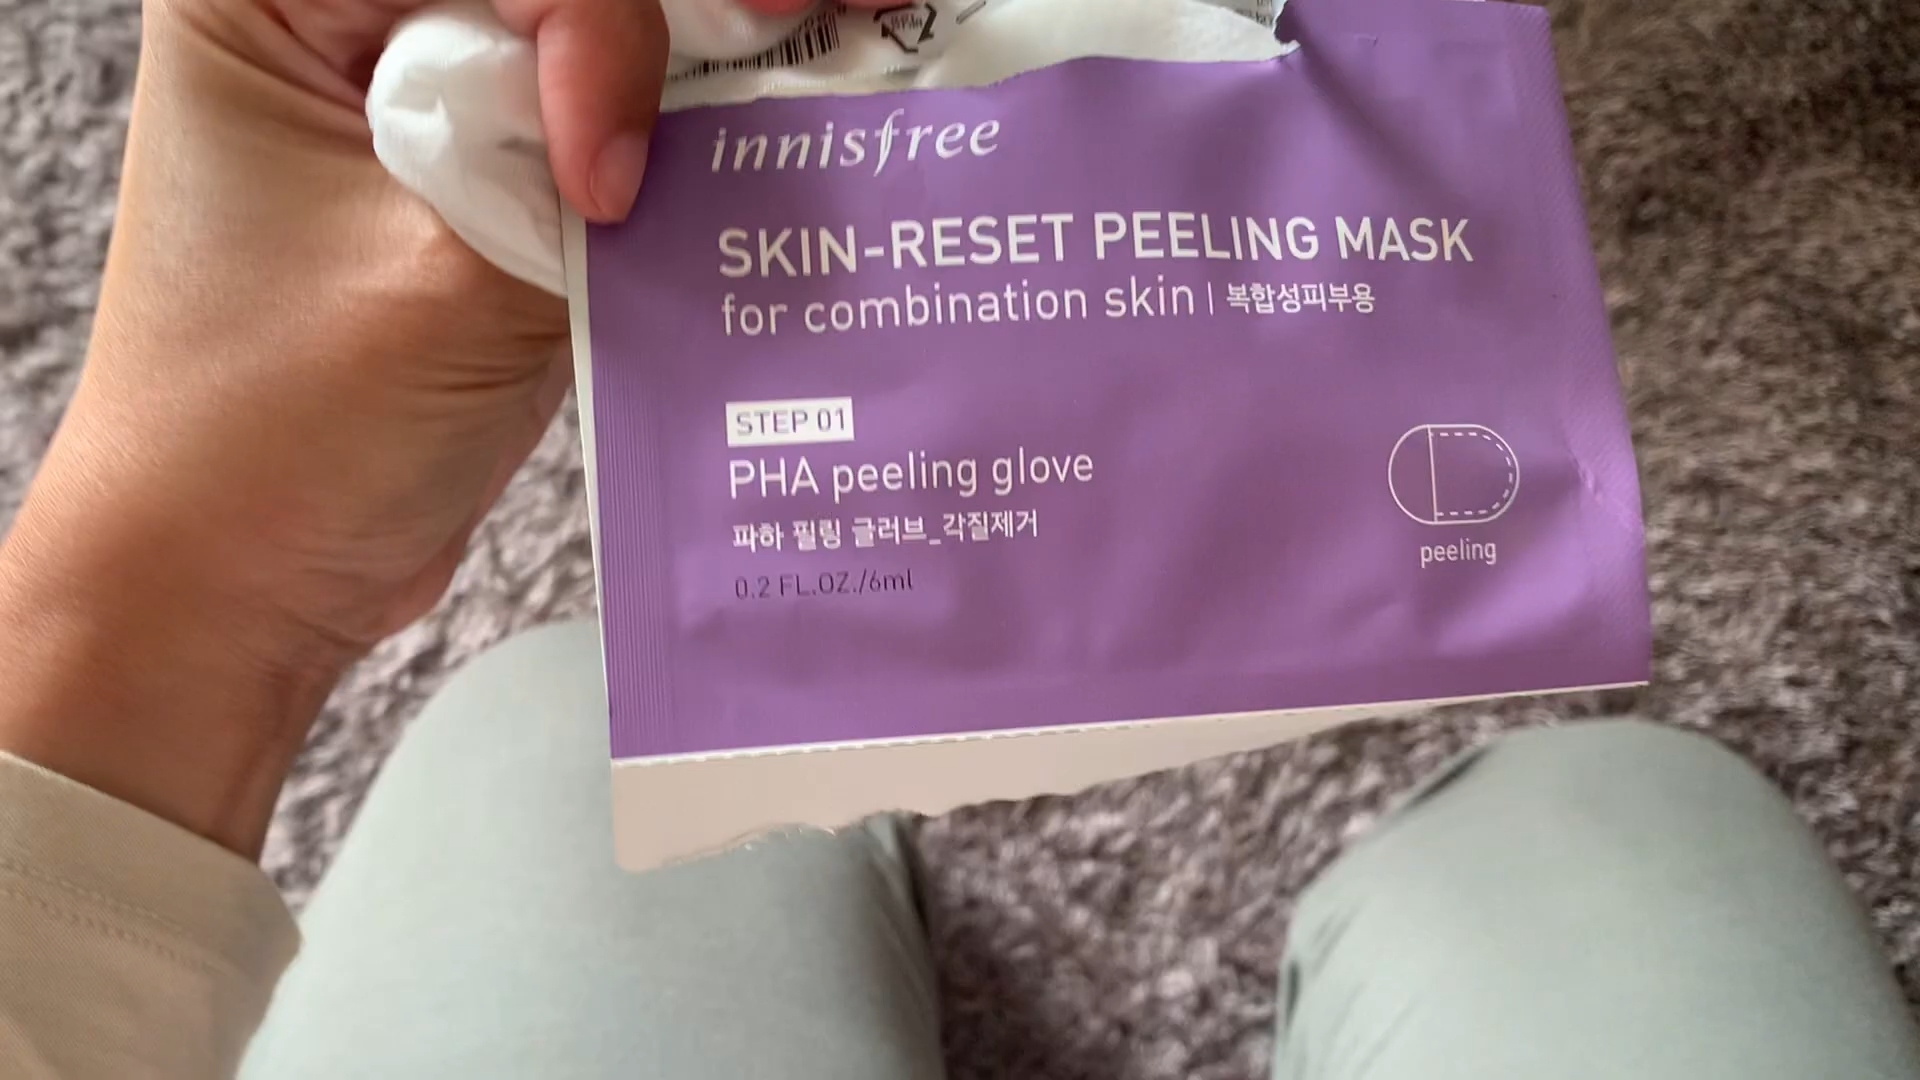 innisfree
SKIN-RESET PEELING MASK
for combination skin | 복합성피부용
STEP 01
PHA peeling glove
파하 필링 글러브_각질제거
0.2 FL.OZ./6ml
peeling